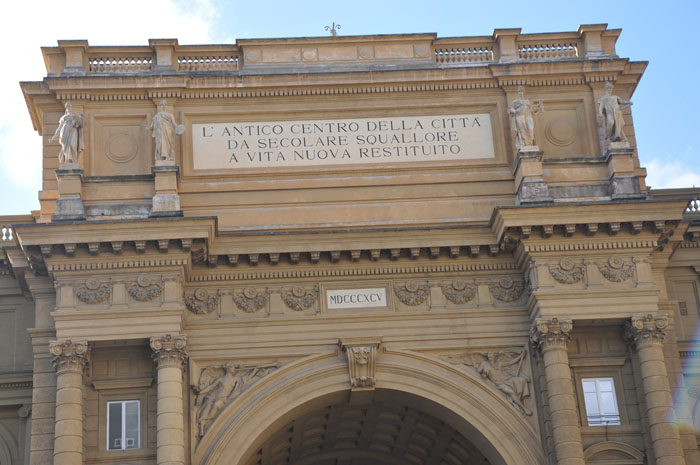 L' ANTICO CENTRO DELLA CITTÀ
DA SECOLARE SQUALLORE
A VITA NUOVA RESTITUITO
MDCCCXCV